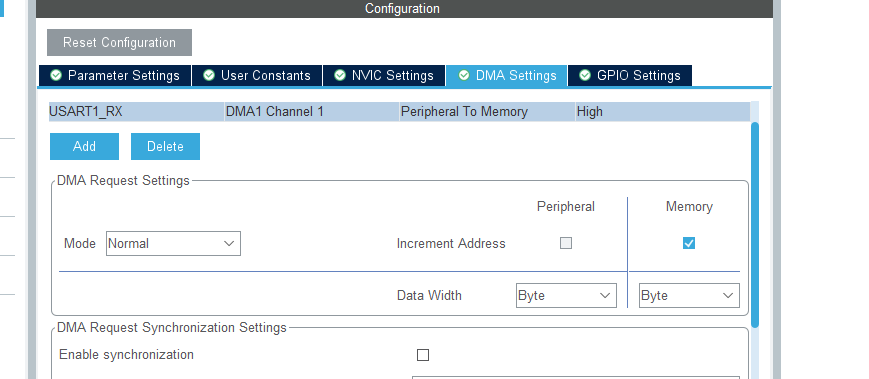 Configuration
Reset Configuration
Parameter Settings User Constants NVIC Settings DMA Settings GPIO Settings
USART1_RX DMA1 Channel 1 Peripheral To Memory High
Add Delete
DMA Request Settings
Peripheral Memory
Mode Normal Increment Address
Data Width Byte Byte
DMA Request Synchronization Settings
Enable synchronization